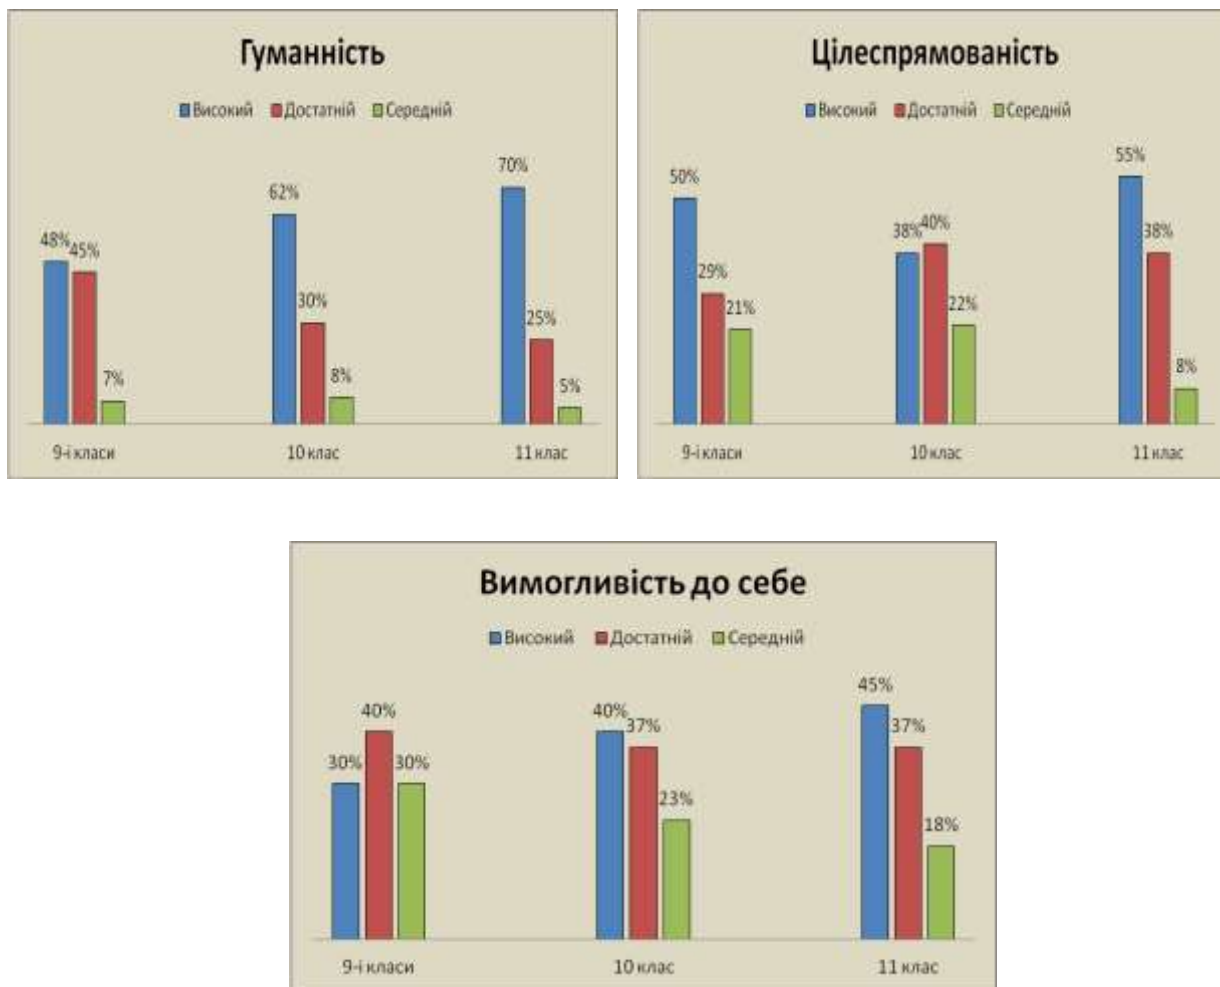 Гуманність
Високий Достатній Середній
48% 45% 7%
62% 30% 8%
70% 25% 5%
9-і класи 10 клас 11 клас
Цілеспрямованість
Високий Достатній Середній
50% 29% 21%
38% 40% 22%
55% 38% 8%
9-і класи 10 клас 11 клас
Вимогливість до себе
Високий Достатній Середній
30% 40% 30%
40% 37% 23%
45% 37% 18%
9-і класи 10 клас 11 клас